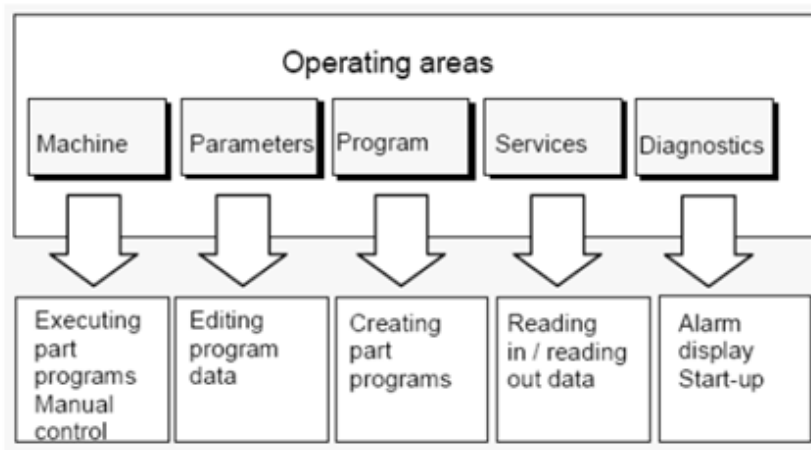 Operating areas
Machine
Parameters
Program
Services
Diagnostics
Executing
part
programs
Manual
control
Editing
program
data
Creating
part
programs
Reading
in / reading
out data
Alarm
display
Start-up